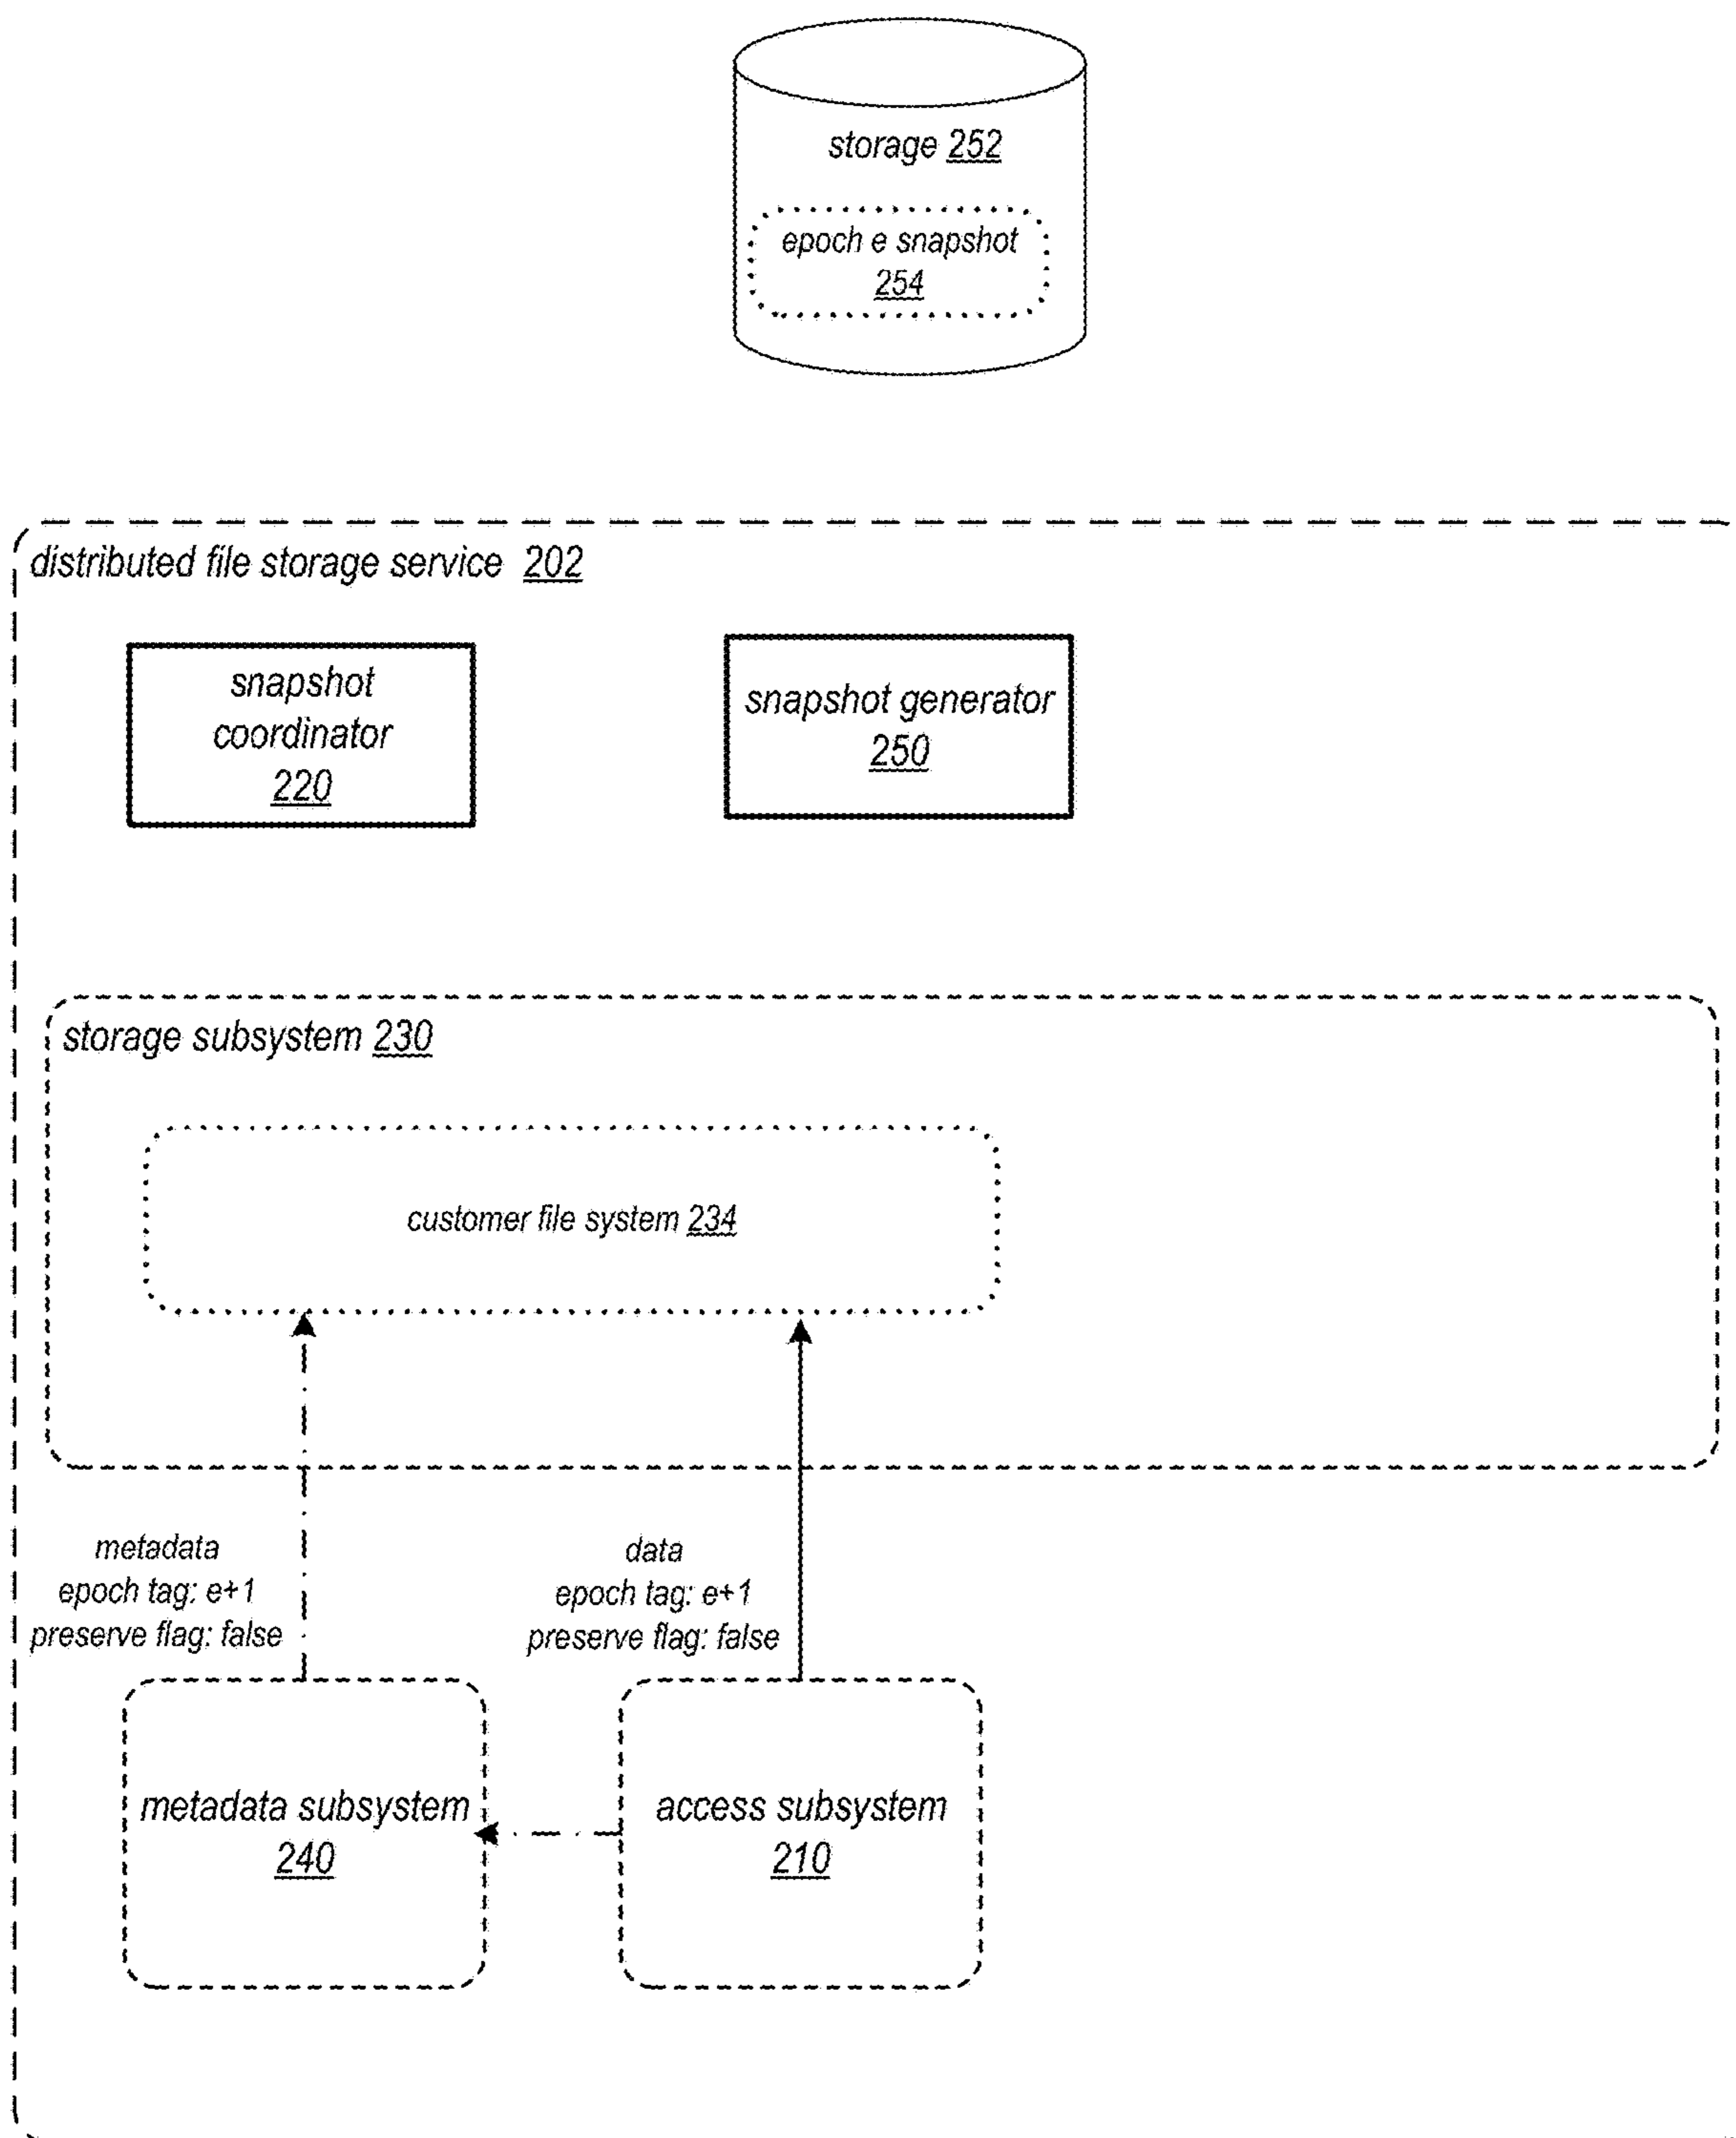 storage 252
epoch e snapshot
254
distributed file storage service 202
snapshot
coordinator
220
snapshot generator
250
storage subsystem 230
customer file system 234
metadata
epoch tag: e+1
preserve flag: false
data
epoch tag: e+1
preserve flag: false
metadata subsystem
240
access subsystem
210